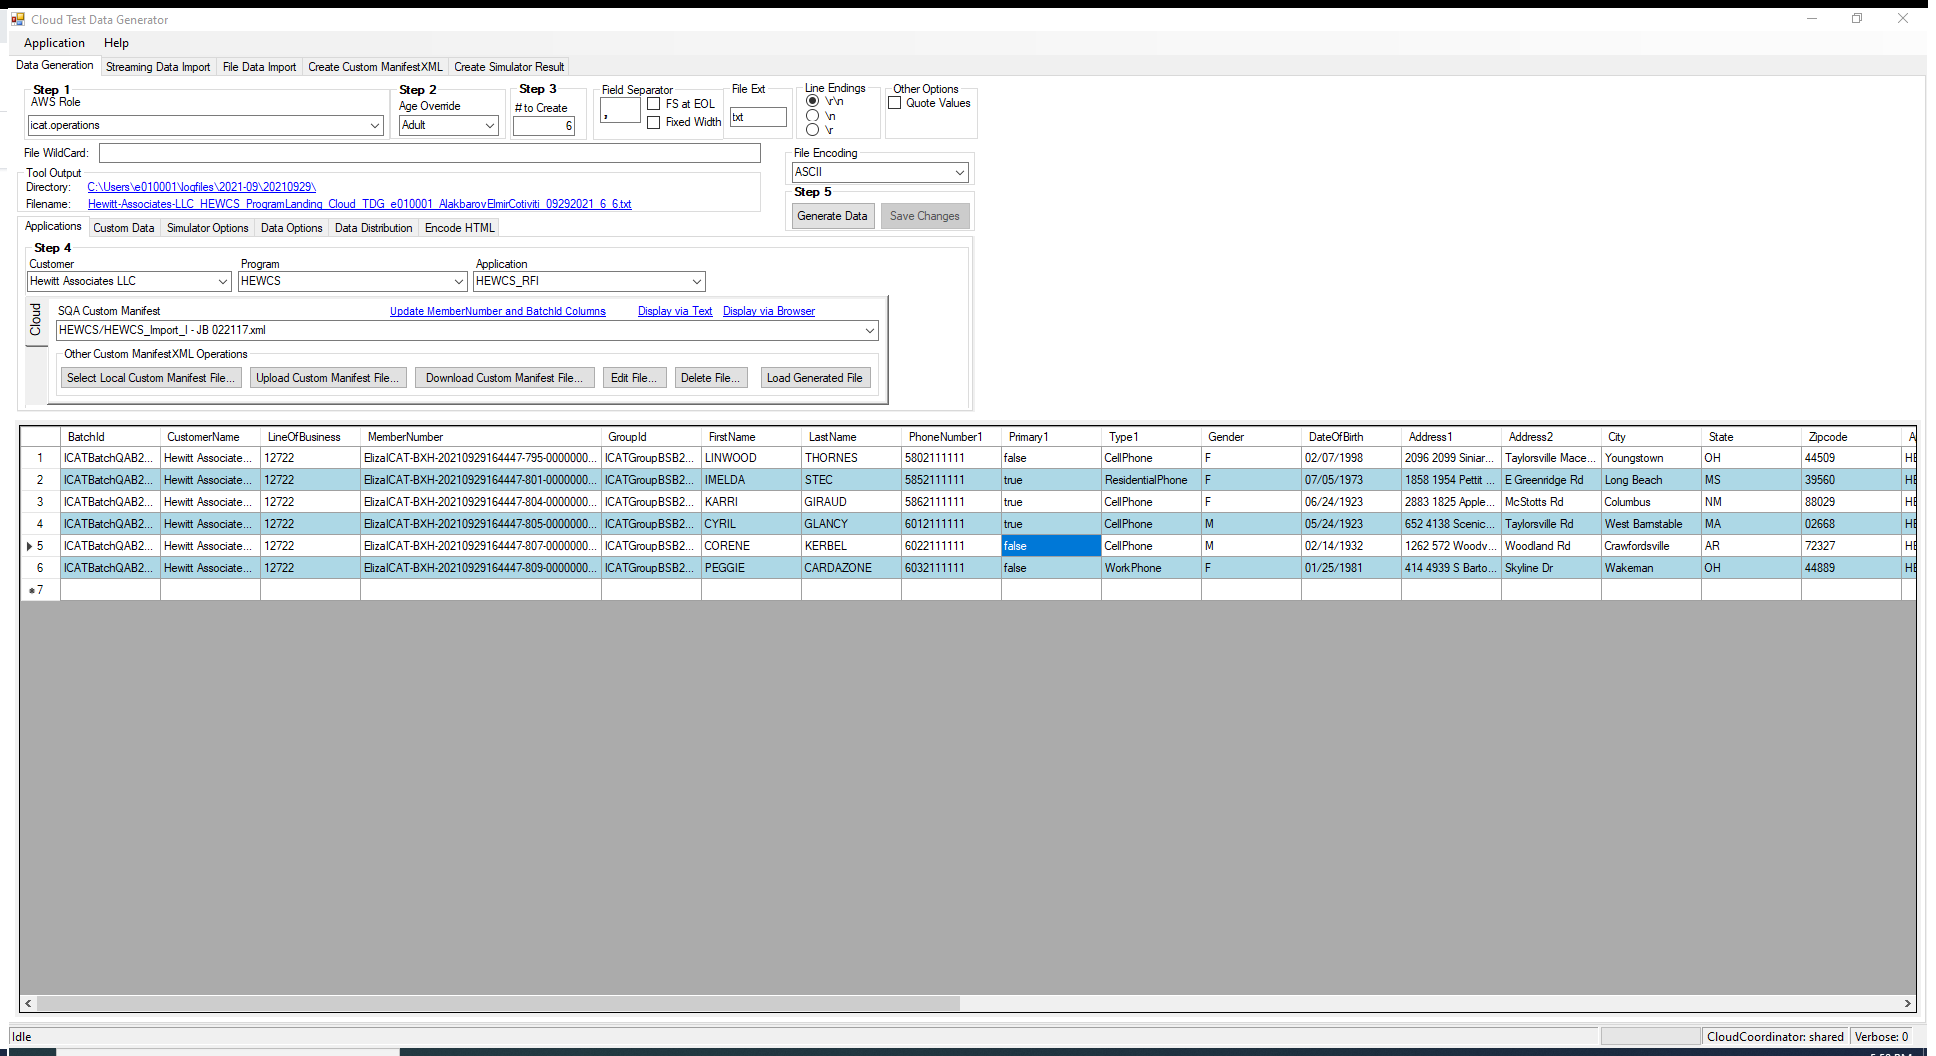 Cloud Test Data Generator
Application Help
Data Generation Streaming Data Import File Data Import Create Custom ManifestXML Create Simulator Result
Step 1 Step 2 Step 3 Field Separator File Ext Line Endings Other Options
AWS Role Age Override # to Create , FS at EOL \r\n Quote Values
icat.operations Adult 6 Fixed Width txt \n
\r
File WildCard: File Encoding
Tool Output ASCII
Directory: C:\Users\e010001\logfiles\2021-09\20210929\ Step 5
Filename: Hewitt-Associates-LLC_HEWCS_ProgramLanding_Cloud_TDG_e010001_AlakbarovElmirCotiviti_09292021_6_6.txt
Generate Data Save Changes
Applications Custom Data Simulator Options Data Options Data Distribution Encode HTML
Step 4
Customer Program Application
Hewitt Associates LLC HEWCS HEWCS_RFI
Cloud
SQA Custom Manifest Update MemberNumber and BatchId Columns Display via Text Display via Browser
HEWCS/HEWCS_Import_I - JB 022117.xml
Other Custom ManifestXML Operations
Select Local Custom Manifest File... Upload Custom Manifest File... Download Custom Manifest File... Edit File... Delete File... Load Generated File
BatchId CustomerName LineOfBusiness MemberNumber GroupId FirstName LastName PhoneNumber1 Primary1 Type1 Gender DateOfBirth Address1 Address2 City State Zipcode A
1 ICATBatchQAB2... Hewitt Associate... 12722 ElizaICAT-BXH-20210929164447-795-0000000... ICATGroupBSB2... LINWOOD THORNES 5802111111 false CellPhone F 02/07/1998 2096 2099 Siniar... Taylorsville Mace... Youngstown OH 44509 HE
2 ICATBatchQAB2... Hewitt Associate... 12722 ElizaICAT-BXH-20210929164447-801-0000000... ICATGroupBSB2... IMELDA STEC 5852111111 true ResidentialPhone F 07/05/1973 1858 1954 Pettit ... E Greenridge Rd Long Beach MS 39560 HE
3 ICATBatchQAB2... Hewitt Associate... 12722 ElizaICAT-BXH-20210929164447-804-0000000... ICATGroupBSB2... KARRI GIRAUD 5862111111 true CellPhone F 06/24/1923 2883 1825 Apple... McStotts Rd Columbus NM 88029 HE
4 ICATBatchQAB2... Hewitt Associate... 12722 ElizaICAT-BXH-20210929164447-805-0000000... ICATGroupBSB2... CYRIL GLANCY 6012111111 true CellPhone M 05/24/1923 652 4138 Scenic... Taylorsville Rd West Barnstable MA 02668 HE
5 ICATBatchQAB2... Hewitt Associate... 12722 ElizaICAT-BXH-20210929164447-807-0000000... ICATGroupBSB2... CORENE KERBEL 6022111111 false CellPhone M 02/14/1932 1262 572 Woodv... Woodland Rd Crawfordsville AR 72327 HE
6 ICATBatchQAB2... Hewitt Associate... 12722 ElizaICAT-BXH-20210929164447-809-0000000... ICATGroupBSB2... PEGGIE CARDAZONE 6032111111 false WorkPhone F 01/25/1981 414 4939 S Barto... Skyline Dr Wakeman OH 44889 HE
7
Idle CloudCoordinator: shared Verbose: 0